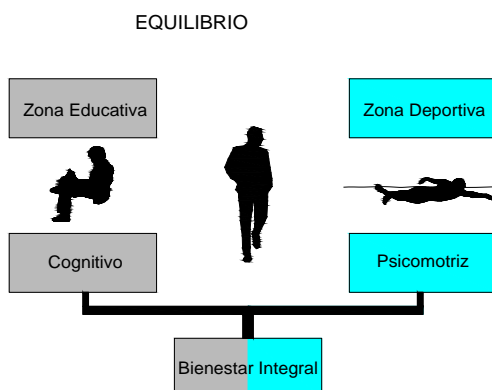 EQUILIBRIO
Zona Educativa
Zona Deportiva
Cognitivo
Psicomotriz
Bienestar Integral